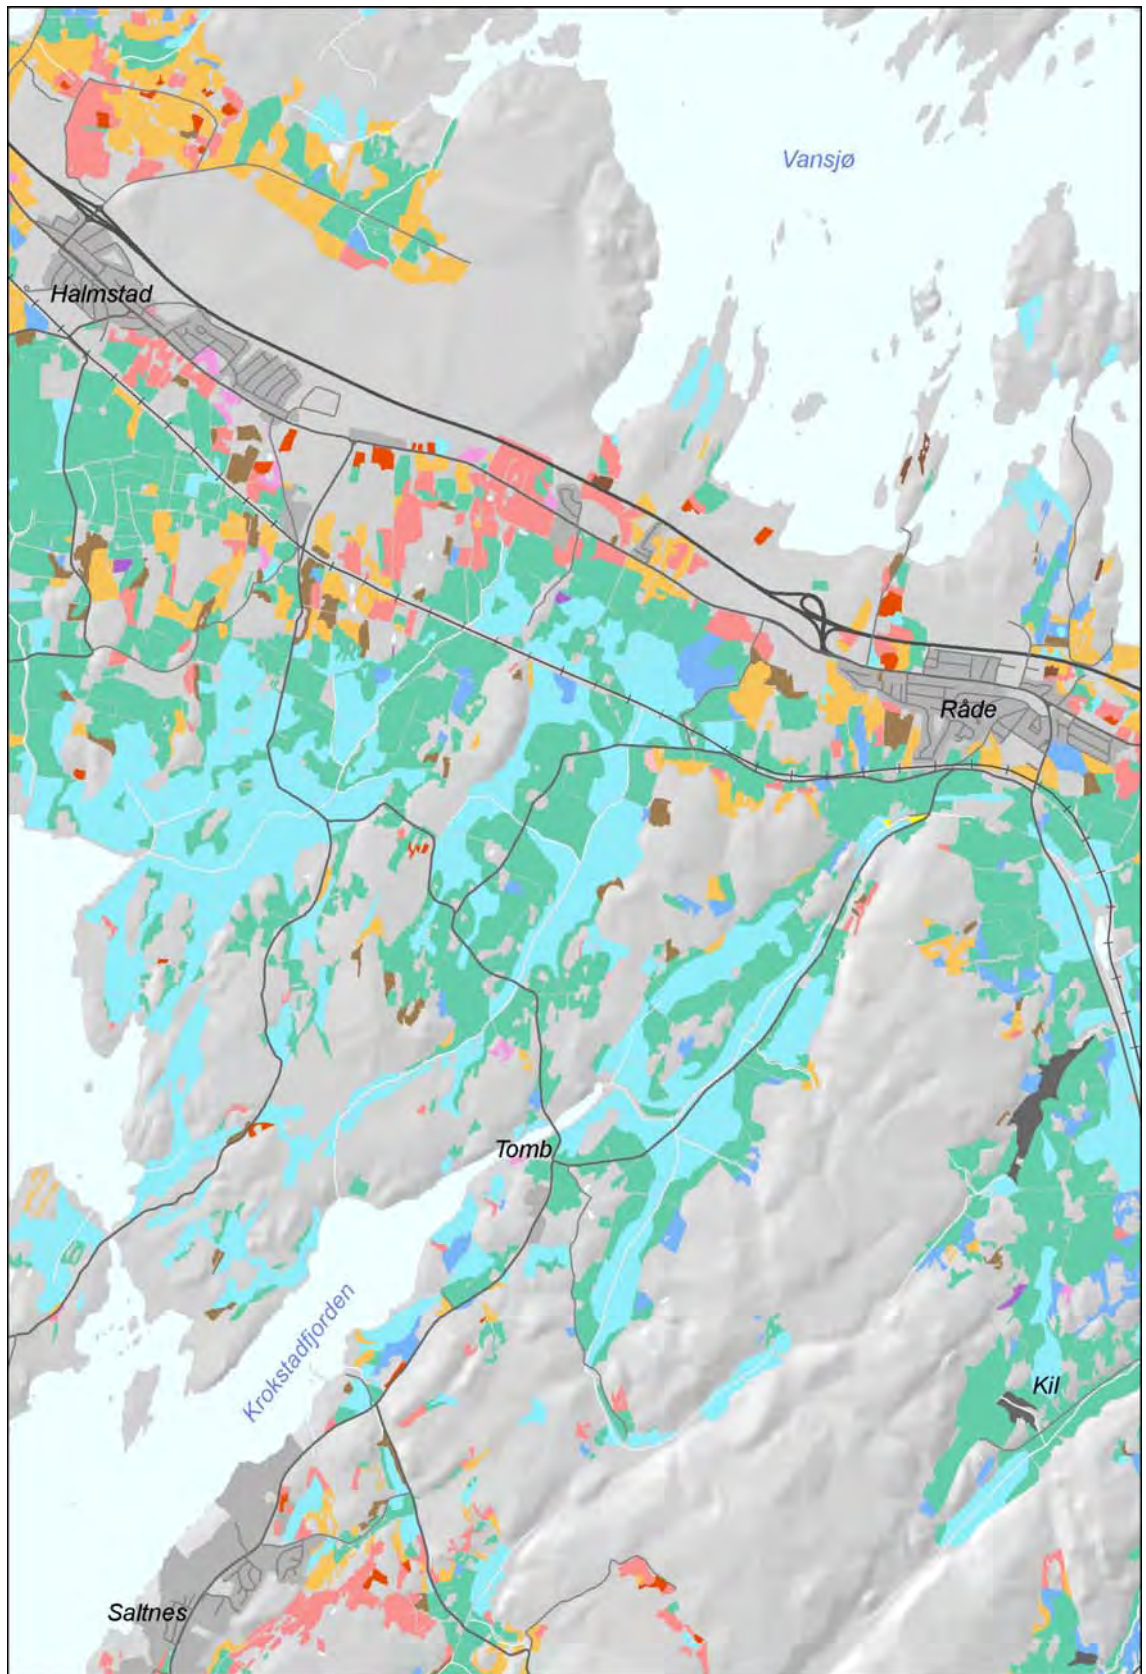 Vansjø
Halmstad
Råde
Tomb
Krokstadfjorden
Kil
Saltnes